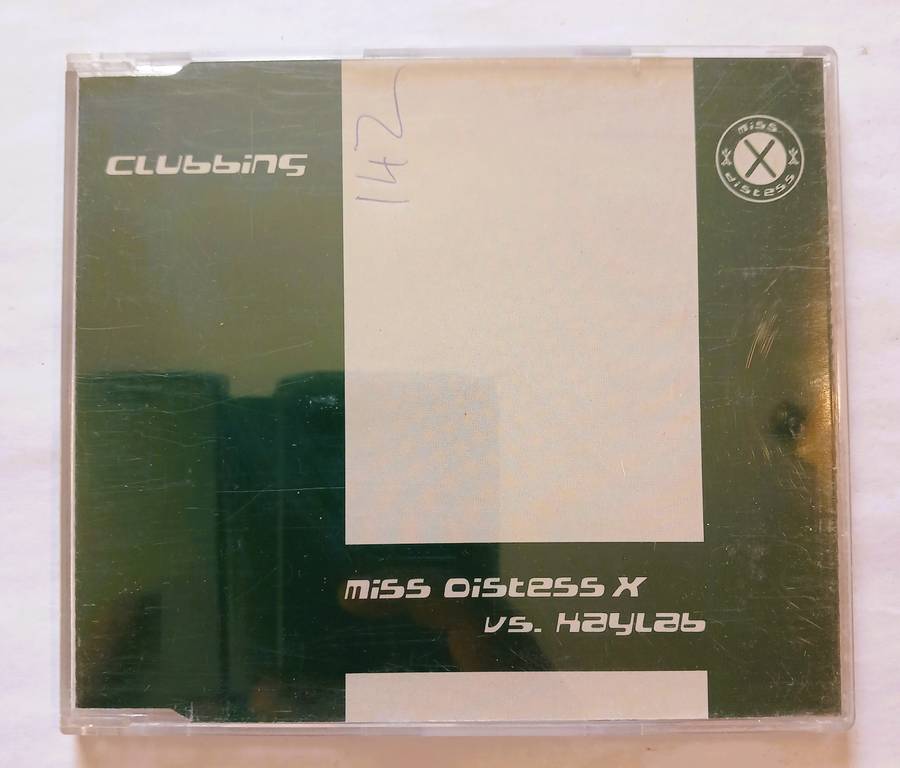 Clubbing
142
miss
X
distess
miss Distess X
vs. Kaylab